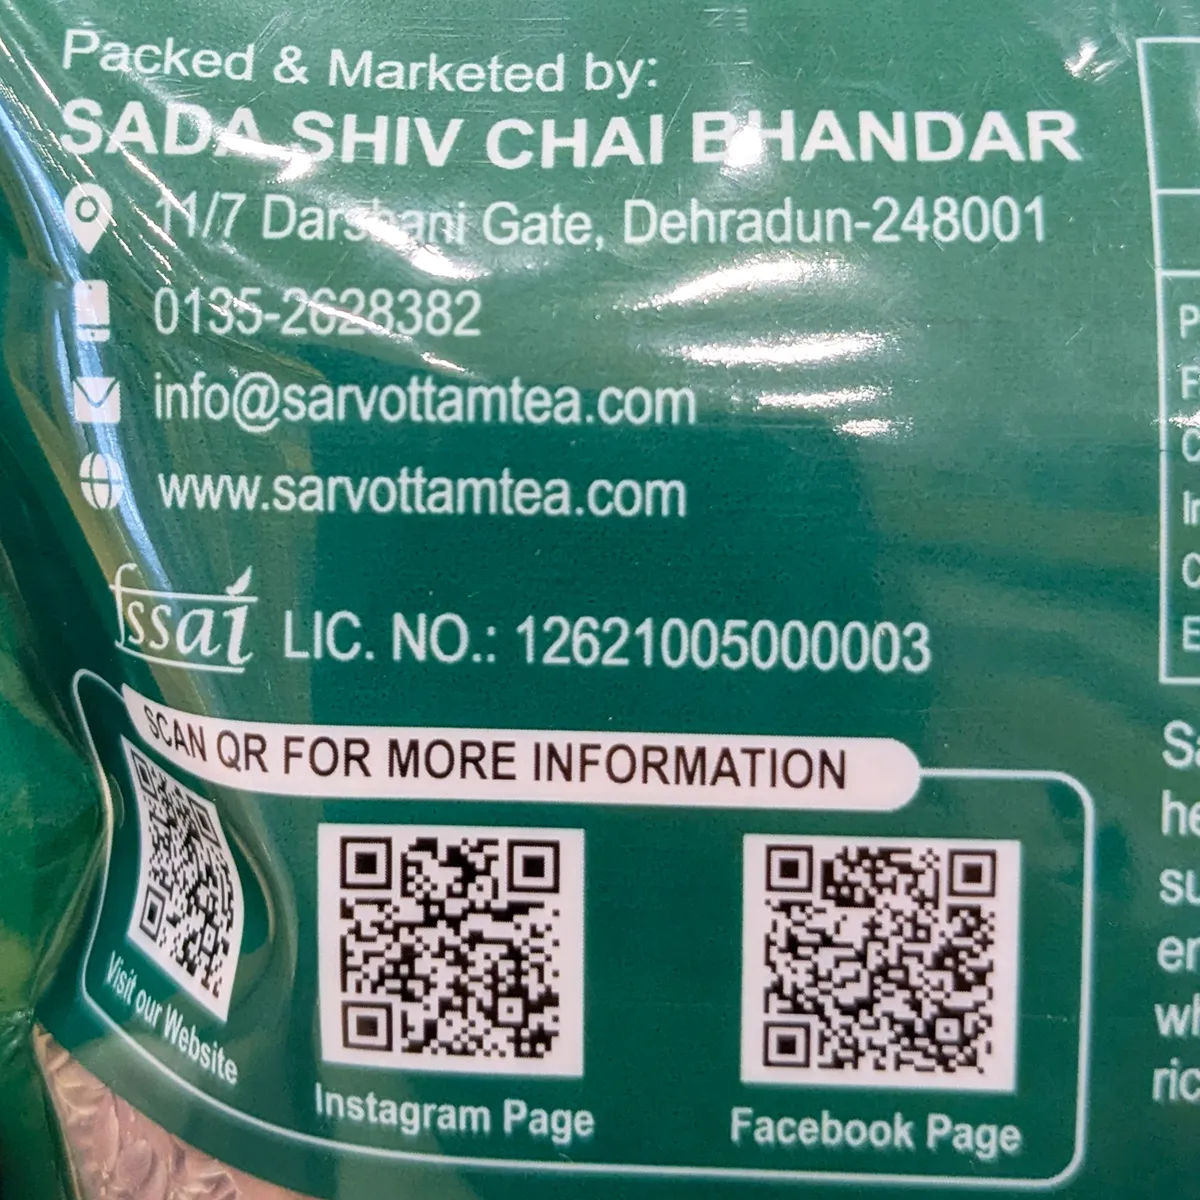 Packed & Marketed by:
SADA SHIV CHAI BHANDAR
11/7 Darshani Gate, Dehradun-248001
0135-2628382
info@sarvottamtea.com
www.sarvottamtea.com
fssai LIC. NO.: 12621005000003
SCAN QR FOR MORE INFORMATION
Visit our Website
Instagram Page
Facebook Page